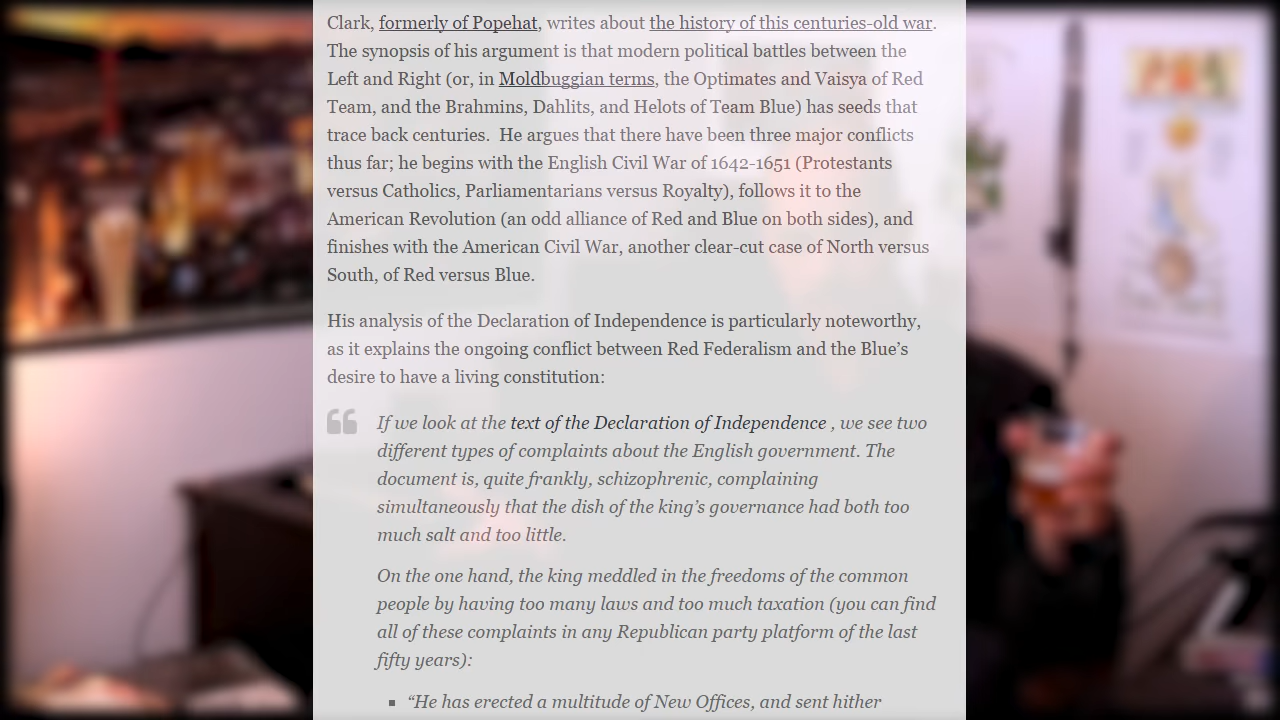 Clark, formerly of Popehat, writes about the history of this centuries-old war.
The synopsis of his argument is that modern political battles between the
Left and Right (or, in Moldbuggian terms, the Optimates and Vaisya of Red
Team, and the Brahmins, Dahlits, and Helots of Team Blue) has seeds that
trace back centuries.  He argues that there have been three major conflicts
thus far; he begins with the English Civil War of 1642-1651 (Protestants
versus Catholics, Parliamentarians versus Royalty), follows it to the
American Revolution (an odd alliance of Red and Blue on both sides), and
finishes with the American Civil War, another clear-cut case of North versus
South, of Red versus Blue.
His analysis of the Declaration of Independence is particularly noteworthy,
as it explains the ongoing conflict between Red Federalism and the Blue’s
desire to have a living constitution:
If we look at the text of the Declaration of Independence , we see two
different types of complaints about the English government. The
document is, quite frankly, schizophrenic, complaining
simultaneously that the dish of the king’s governance had both too
much salt and too little.
On the one hand, the king meddled in the freedoms of the common
people by having too many laws and too much taxation (you can find
all of these complaints in any Republican party platform of the last
fifty years):
“He has erected a multitude of New Offices, and sent hither